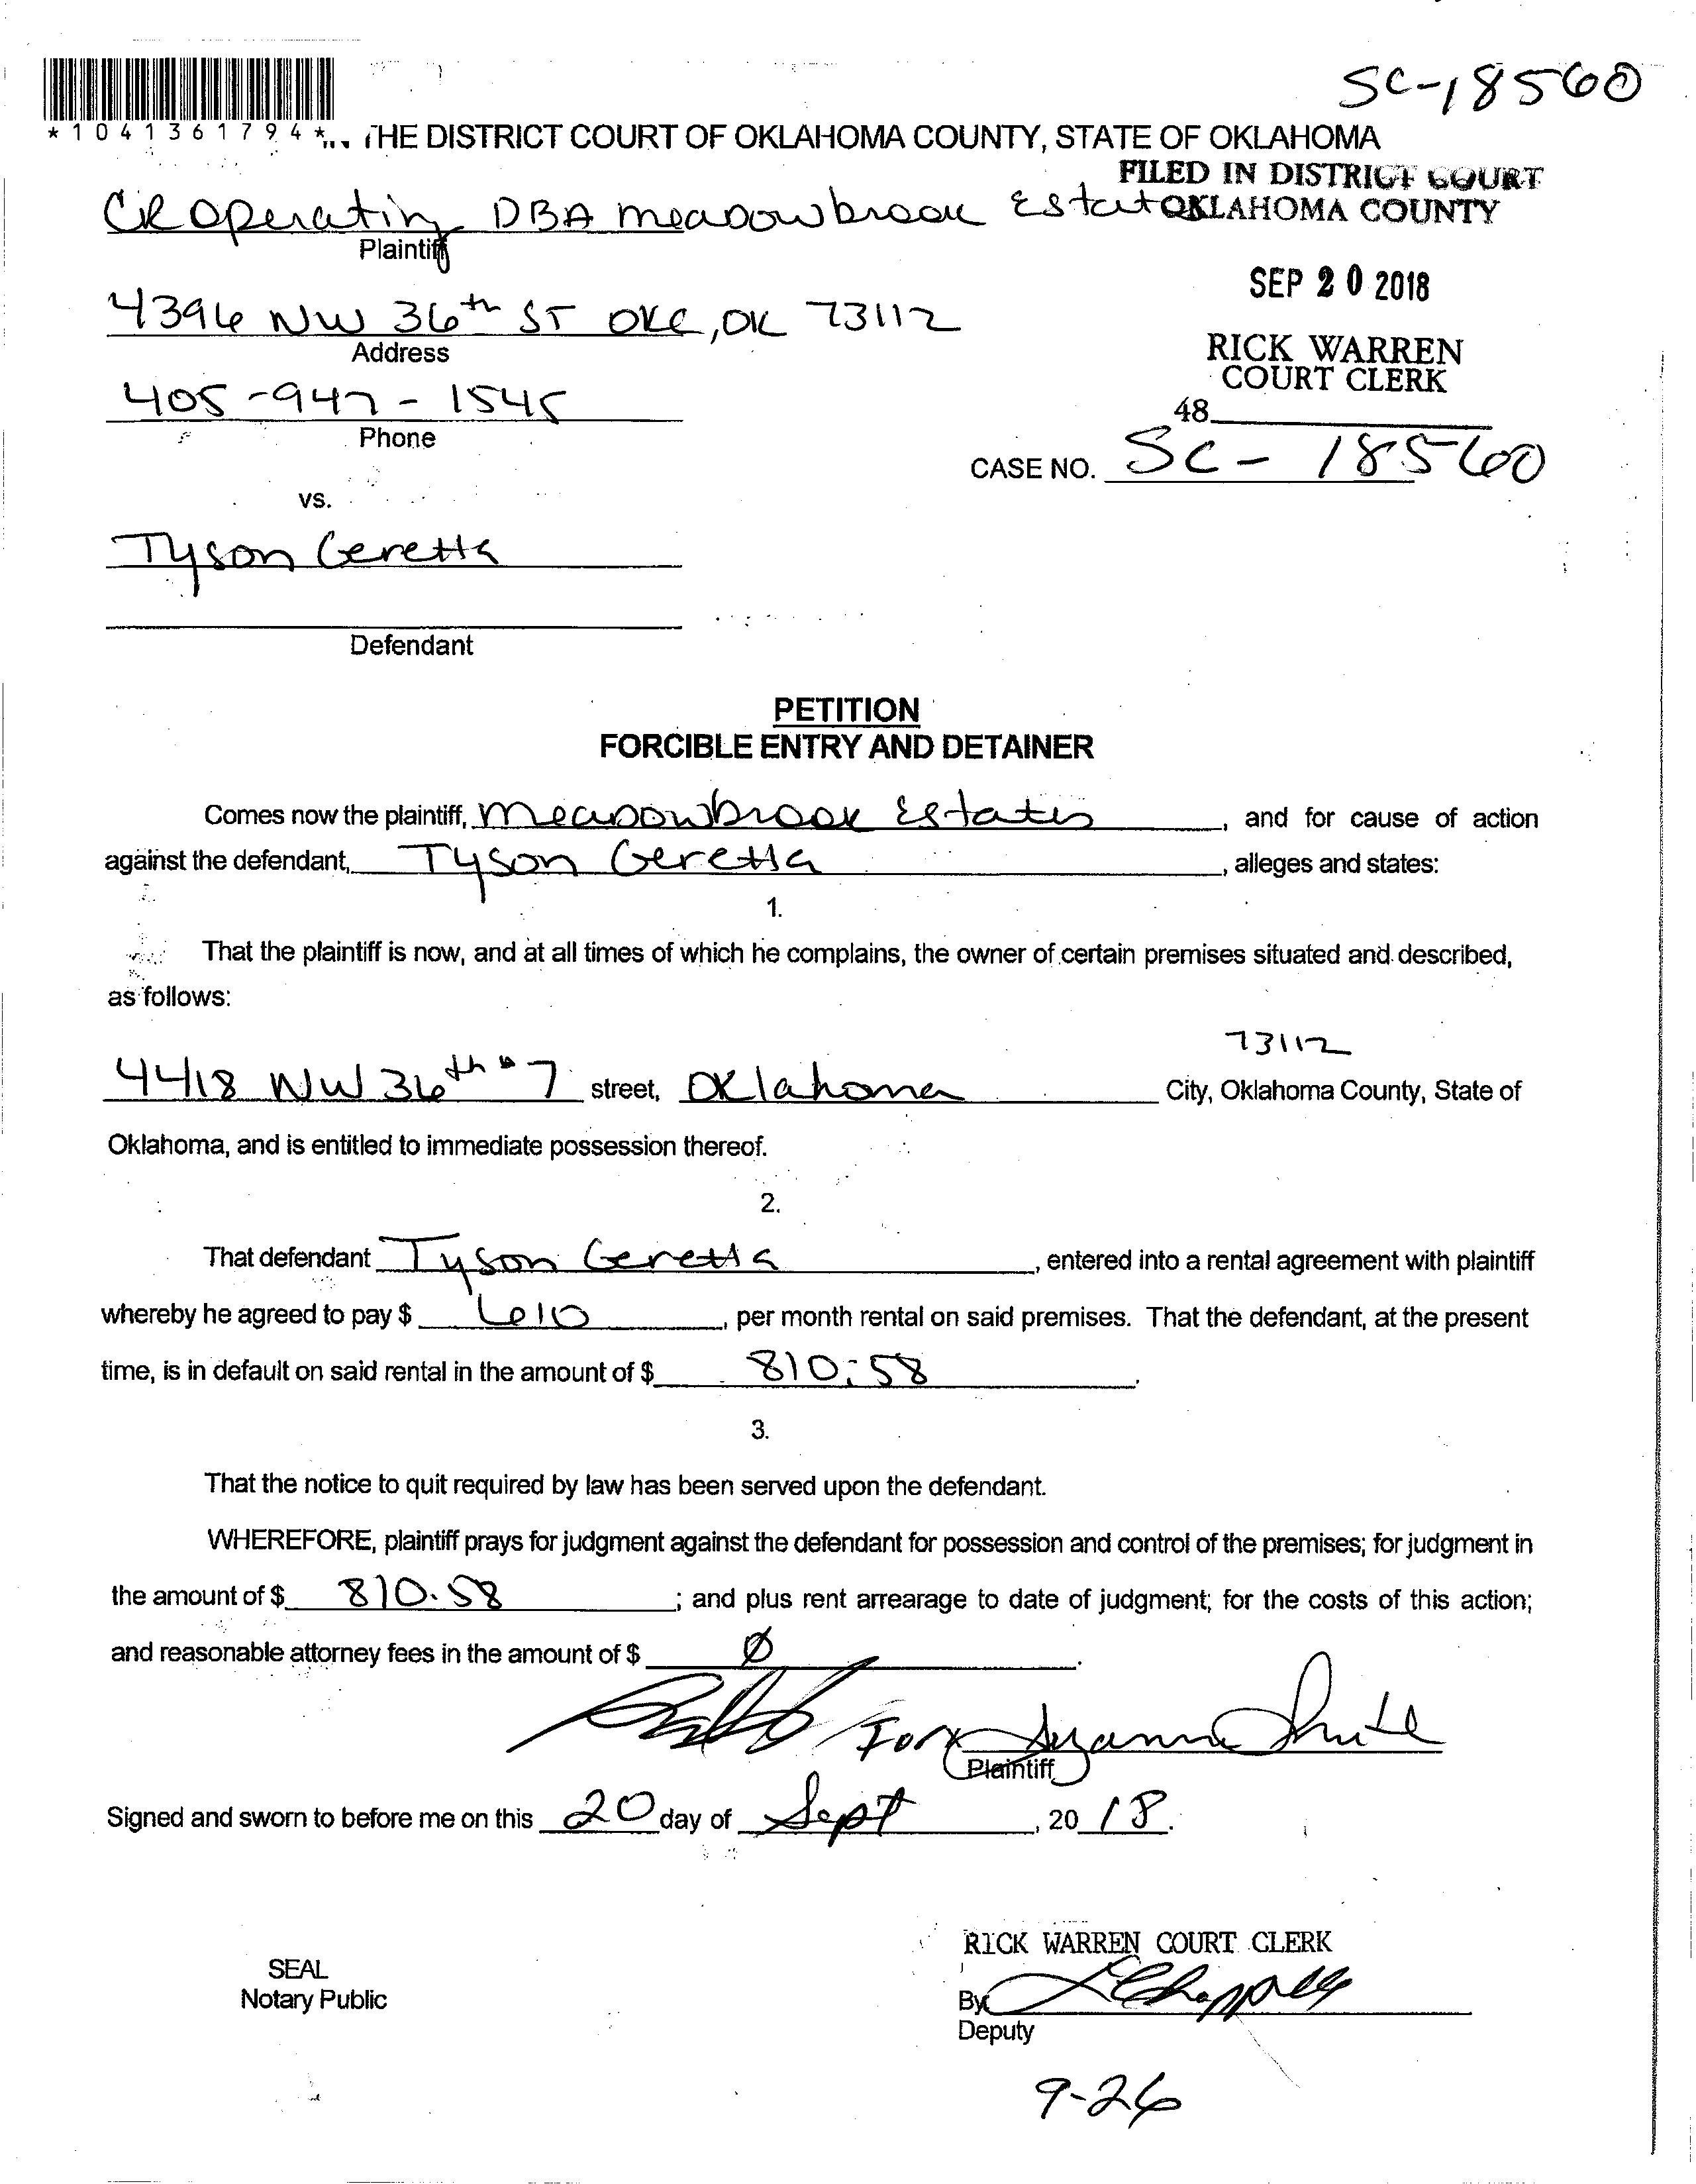 SC-18560
*1041361794*
THE DISTRICT COURT OF OKLAHOMA COUNTY, STATE OF OKLAHOMA
FILED IN DISTRICT COURT
OKLAHOMA COUNTY
CR Operating DBA Meadowbrook Estates
Plaintiff
SEP 20 2018
4396 NW 36th ST OKC, OK 73112
Address
RICK WARREN
COURT CLERK
405-947-1545
Phone
48
CASE NO. SC-18560
vs.
Tyson Geretta
Defendant
PETITION
FORCIBLE ENTRY AND DETAINER
Comes now the plaintiff, Meadowbrook Estates, and for cause of action
against the defendant, Tyson Geretta, alleges and states:
1.
That the plaintiff is now, and at all times of which he complains, the owner of certain premises situated and described,
as follows:
73112
4418 NW 36th #7 street, Oklahoma City, Oklahoma County, State of
Oklahoma, and is entitled to immediate possession thereof.
2.
That defendant Tyson Geretta, entered into a rental agreement with plaintiff
whereby he agreed to pay $ 610, per month rental on said premises. That the defendant, at the present
time, is in default on said rental in the amount of $ 810.58.
3.
That the notice to quit required by law has been served upon the defendant.
WHEREFORE, plaintiff prays for judgment against the defendant for possession and control of the premises; for judgment in
the amount of $ 810.58; and plus rent arrearage to date of judgment; for the costs of this action;
and reasonable attorney fees in the amount of $ Ø.
For Suzanne
Plaintiff
Signed and sworn to before me on this 20 day of Sept, 2018.
RICK WARREN COURT CLERK
SEAL
Notary Public
By
Deputy
9-26